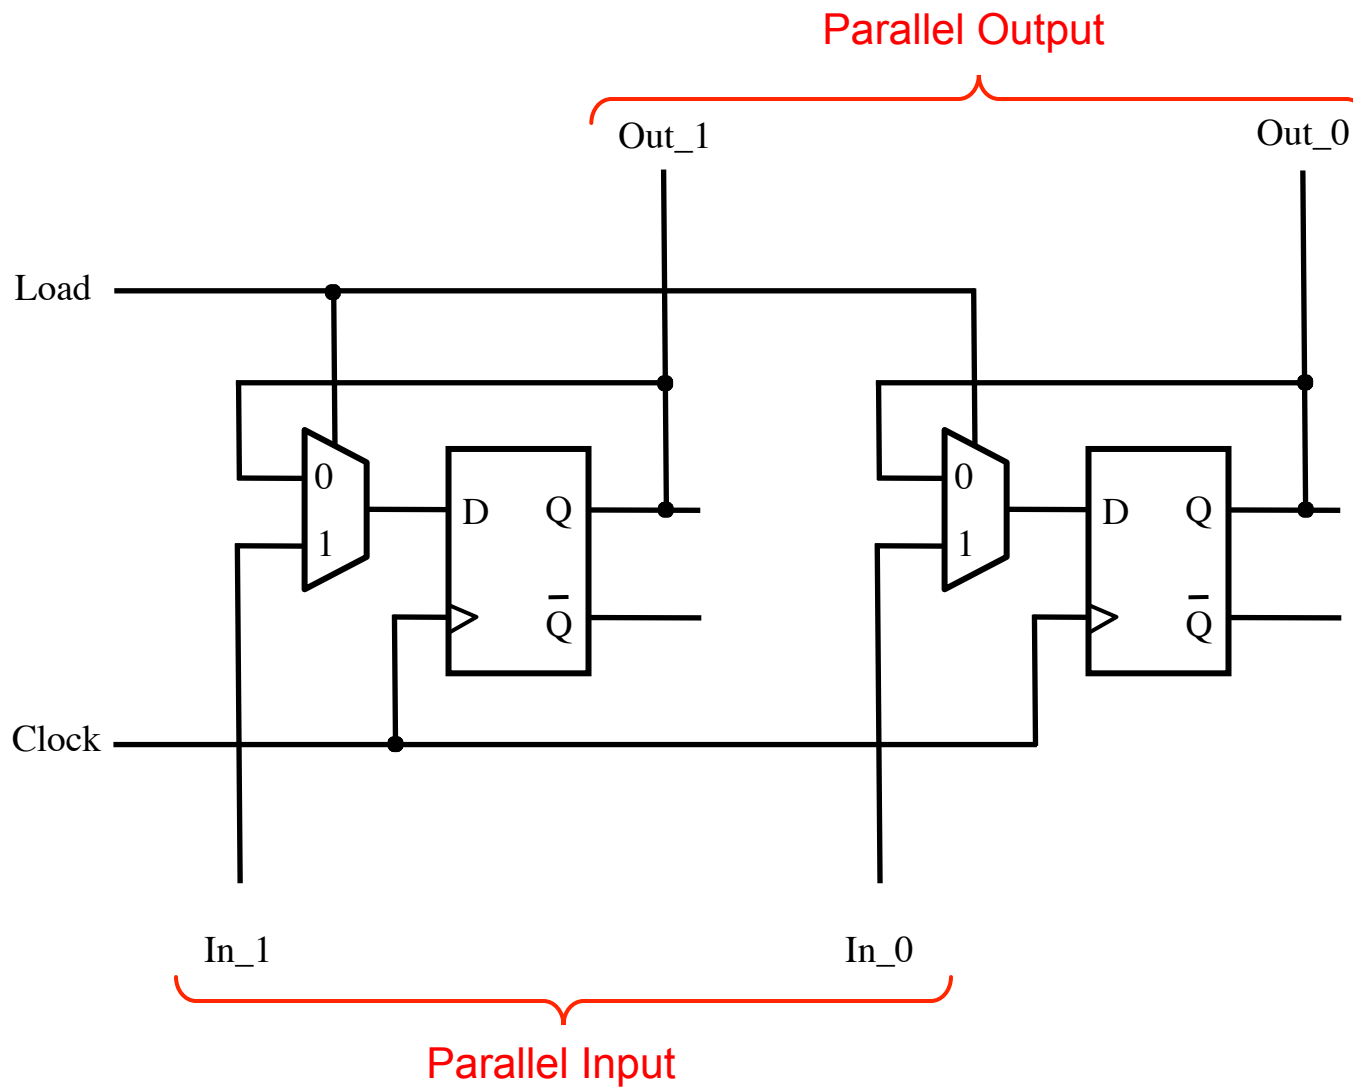 Parallel Output
Out_1 Out_0
Load
0 0
D Q D Q
1 1
Q̅ Q̅
Clock
In_1 In_0
Parallel Input